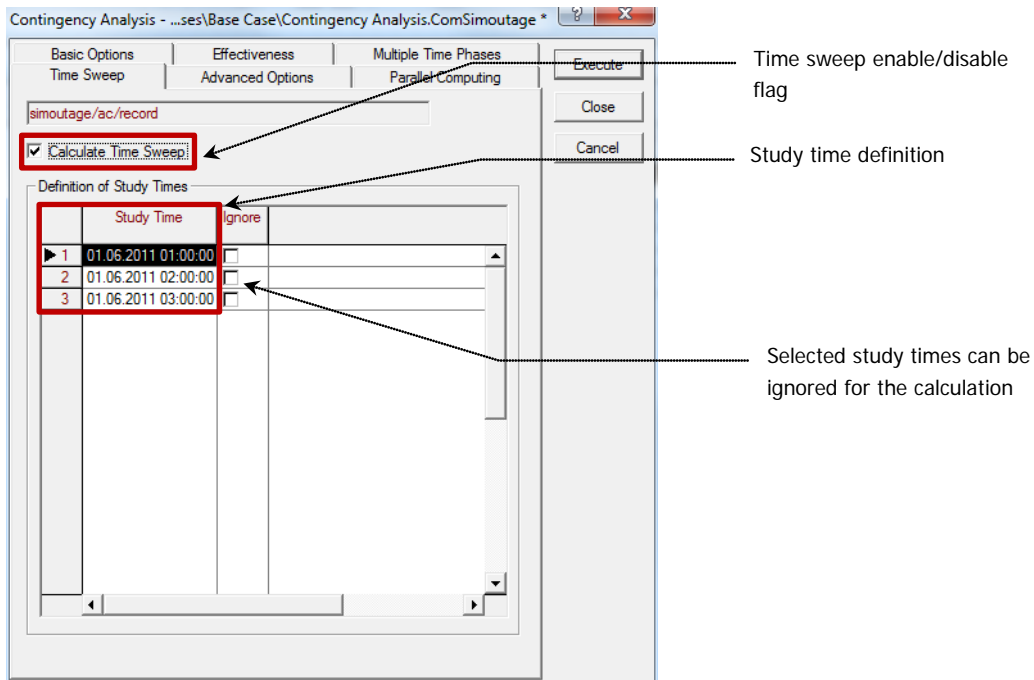 Contingency Analysis - ...ses\Base Case\Contingency Analysis.ComSimoutage *
?
X
Basic Options
Effectiveness
Multiple Time Phases
Time Sweep
Advanced Options
Parallel Computing
Execute
Close
Cancel
simoutage/ac/record
Calculate Time Sweep
Definition of Study Times
Study Time
Ignore
1 01.06.2011 01:00:00
2 01.06.2011 02:00:00
3 01.06.2011 03:00:00
Time sweep enable/disable
flag
Study time definition
Selected study times can be
ignored for the calculation